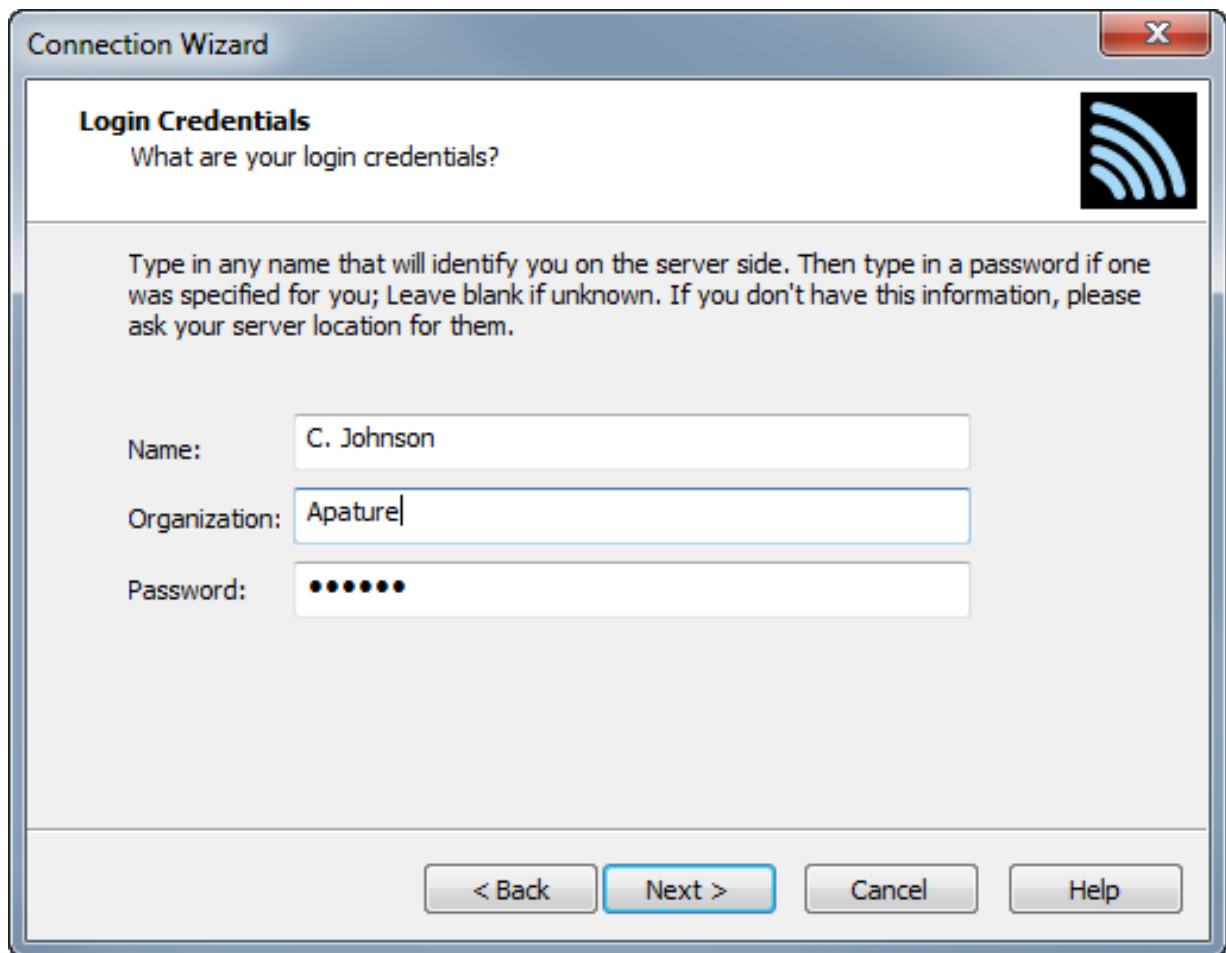 Connection Wizard
Login Credentials
What are your login credentials?
Type in any name that will identify you on the server side. Then type in a password if one
was specified for you; Leave blank if unknown. If you don't have this information, please
ask your server location for them.
Name: C. Johnson
Organization: Apature
Password: ••••••
< Back Next > Cancel Help